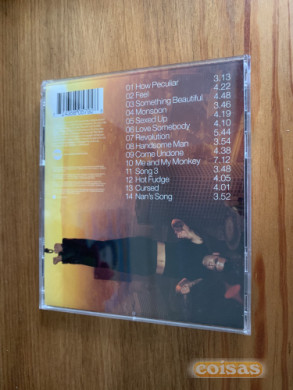 01 How Peculiar 3.13
02 Feel 4.22
03 Something Beautiful 4.48
04 Monsoon 3.46
05 Sexed Up 4.19
06 Love Somebody 4.10
07 Revolution 5.44
08 Handsome Man 3.54
09 Come Undone 4.38
10 Me and My Monkey 7.12
11 Song 3 3.48
12 Hot Fudge 4.05
13 Cursed 4.01
14 Nan's Song 3.52
coisas